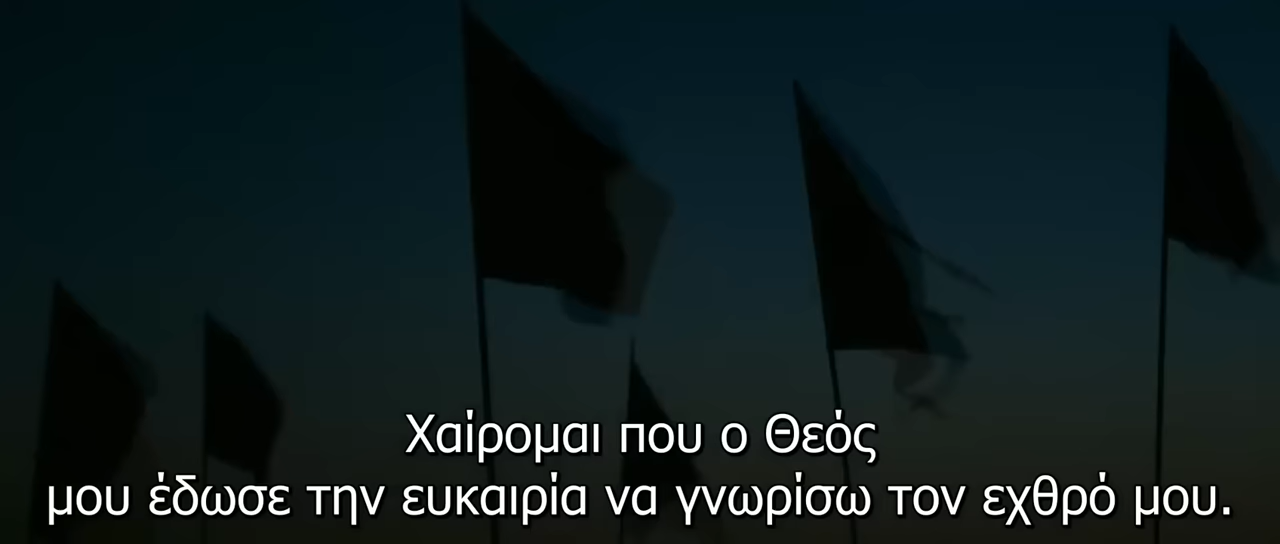 Χαίρομαι που ο Θεός
μου έδωσε την ευκαιρία να γνωρίσω τον εχθρό μου.